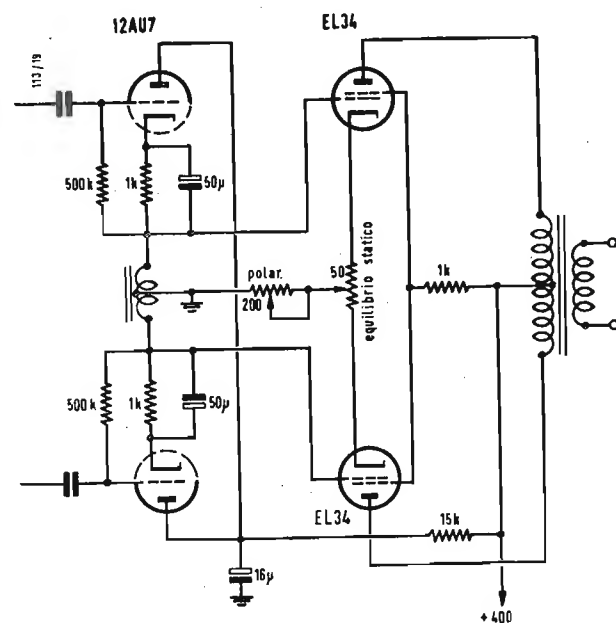 12AU7
EL34
113/19
500k
1k
50µ
polar.
200
50
equilibrio statico
1k
500k
1k
50µ
EL34
15k
16µ
+400